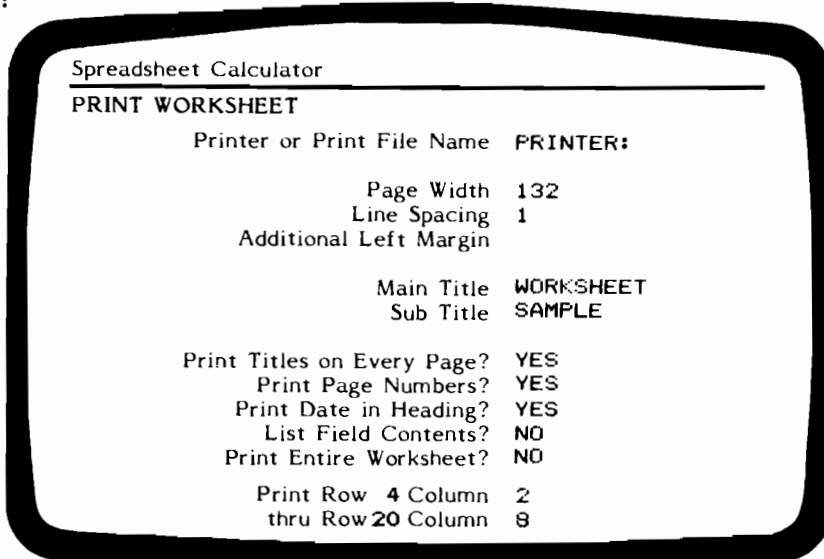 Spreadsheet Calculator
PRINT WORKSHEET
Printer or Print File Name PRINTER:
Page Width 132
Line Spacing 1
Additional Left Margin
Main Title WORKSHEET
Sub Title SAMPLE
Print Titles on Every Page? YES
Print Page Numbers? YES
Print Date in Heading? YES
List Field Contents? NO
Print Entire Worksheet? NO
Print Row 4 Column 2
thru Row 20 Column 8